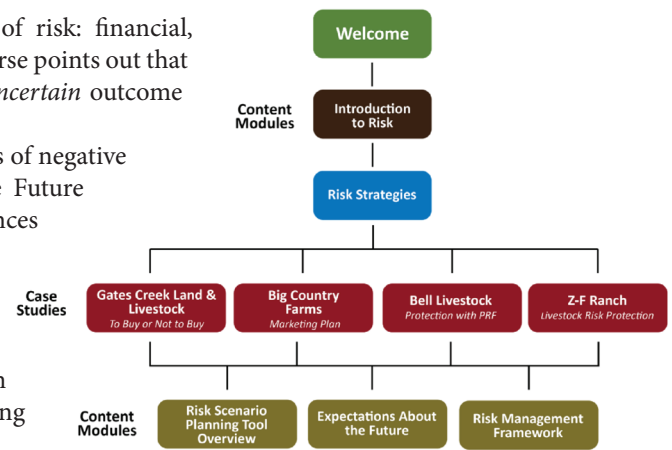 of risk: financial,
rse points out that
ncertain outcome
s of negative
Future
nces
ing
Welcome
Content
Modules
Introduction
to Risk
Risk Strategies
Case
Studies
Gates Creek Land &
Livestock
To Buy or Not to Buy
Big Country
Farms
Marketing Plan
Bell Livestock
Protection with PRF
Z-F Ranch
Livestock Risk Protection
Content
Modules
Risk Scenario
Planning Tool
Overview
Expectations About
the Future
Risk Management
Framework